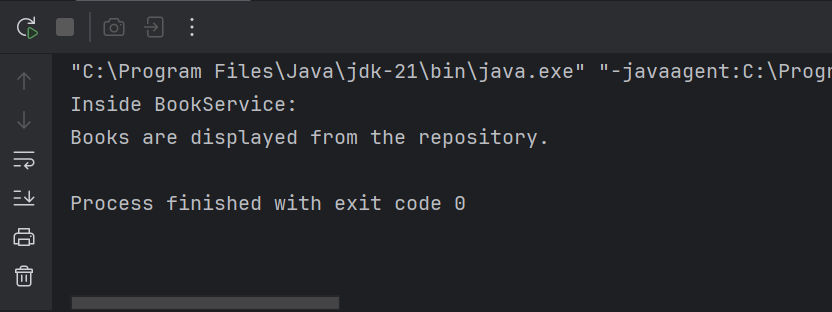 "C:\Program Files\Java\jdk-21\bin\java.exe" "-javaagent:C:\Progr
Inside BookService:
Books are displayed from the repository.
Process finished with exit code 0